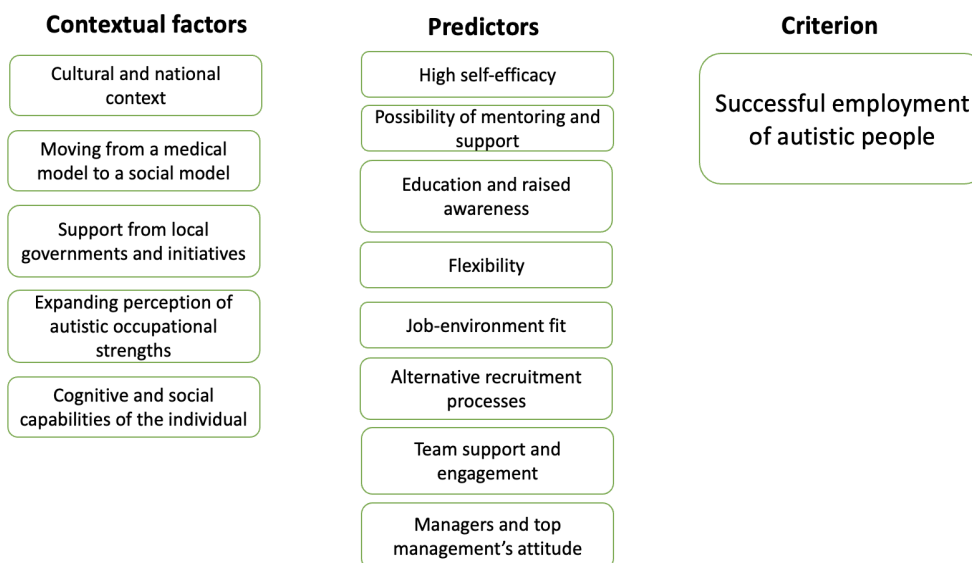 Contextual factors
Cultural and national
context
Moving from a medical
model to a social model
Support from local
governments and initiatives
Expanding perception of
autistic occupational
strengths
Cognitive and social
capabilities of the individual
Predictors
High self-efficacy
Possibility of mentoring and
support
Education and raised
awareness
Flexibility
Job-environment fit
Alternative recruitment
processes
Team support and
engagement
Managers and top
management’s attitude
Criterion
Successful employment
of autistic people